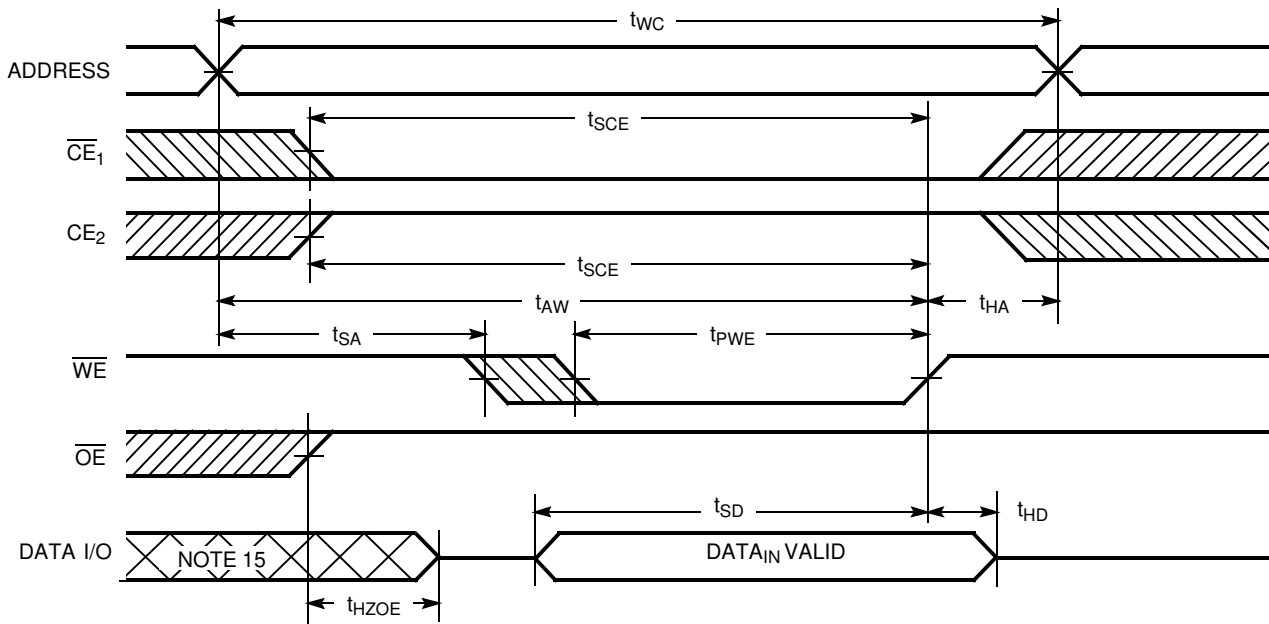 tWC
ADDRESS
tSCE
CE1
CE2
tSCE
tAW
tHA
tSA
tPWE
WE
OE
tSD
tHD
DATA I/O
NOTE 15
DATAIN VALID
tHZOE